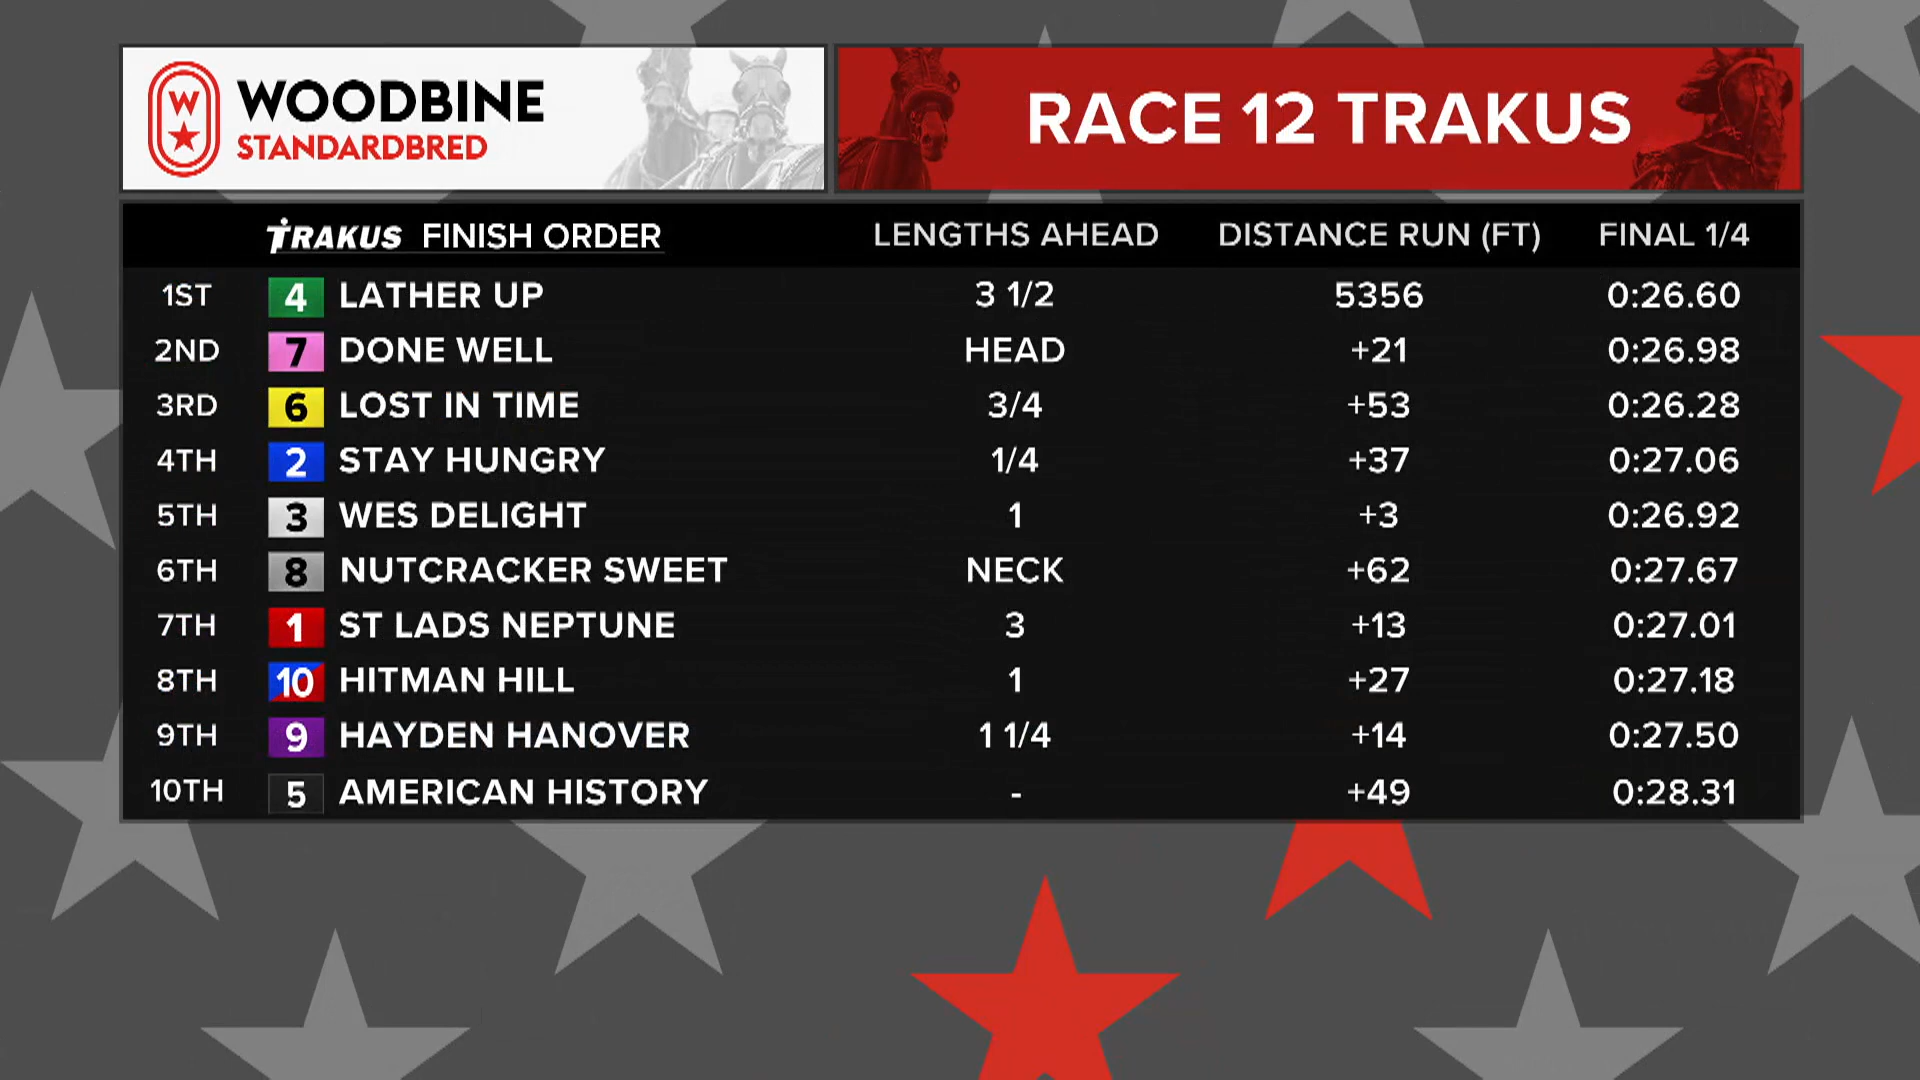 W
WOODBINE
STANDARDBRED
RACE 12 TRAKUS
TRAKUS FINISH ORDER LENGTHS AHEAD DISTANCE RUN (FT) FINAL 1/4
1ST 4 LATHER UP 3 1/2 5356 0:26.60
2ND 7 DONE WELL HEAD +21 0:26.98
3RD 6 LOST IN TIME 3/4 +53 0:26.28
4TH 2 STAY HUNGRY 1/4 +37 0:27.06
5TH 3 WES DELIGHT 1 +3 0:26.92
6TH 8 NUTCRACKER SWEET NECK +62 0:27.67
7TH 1 ST LADS NEPTUNE 3 +13 0:27.01
8TH 10 HITMAN HILL 1 +27 0:27.18
9TH 9 HAYDEN HANOVER 1 1/4 +14 0:27.50
10TH 5 AMERICAN HISTORY - +49 0:28.31